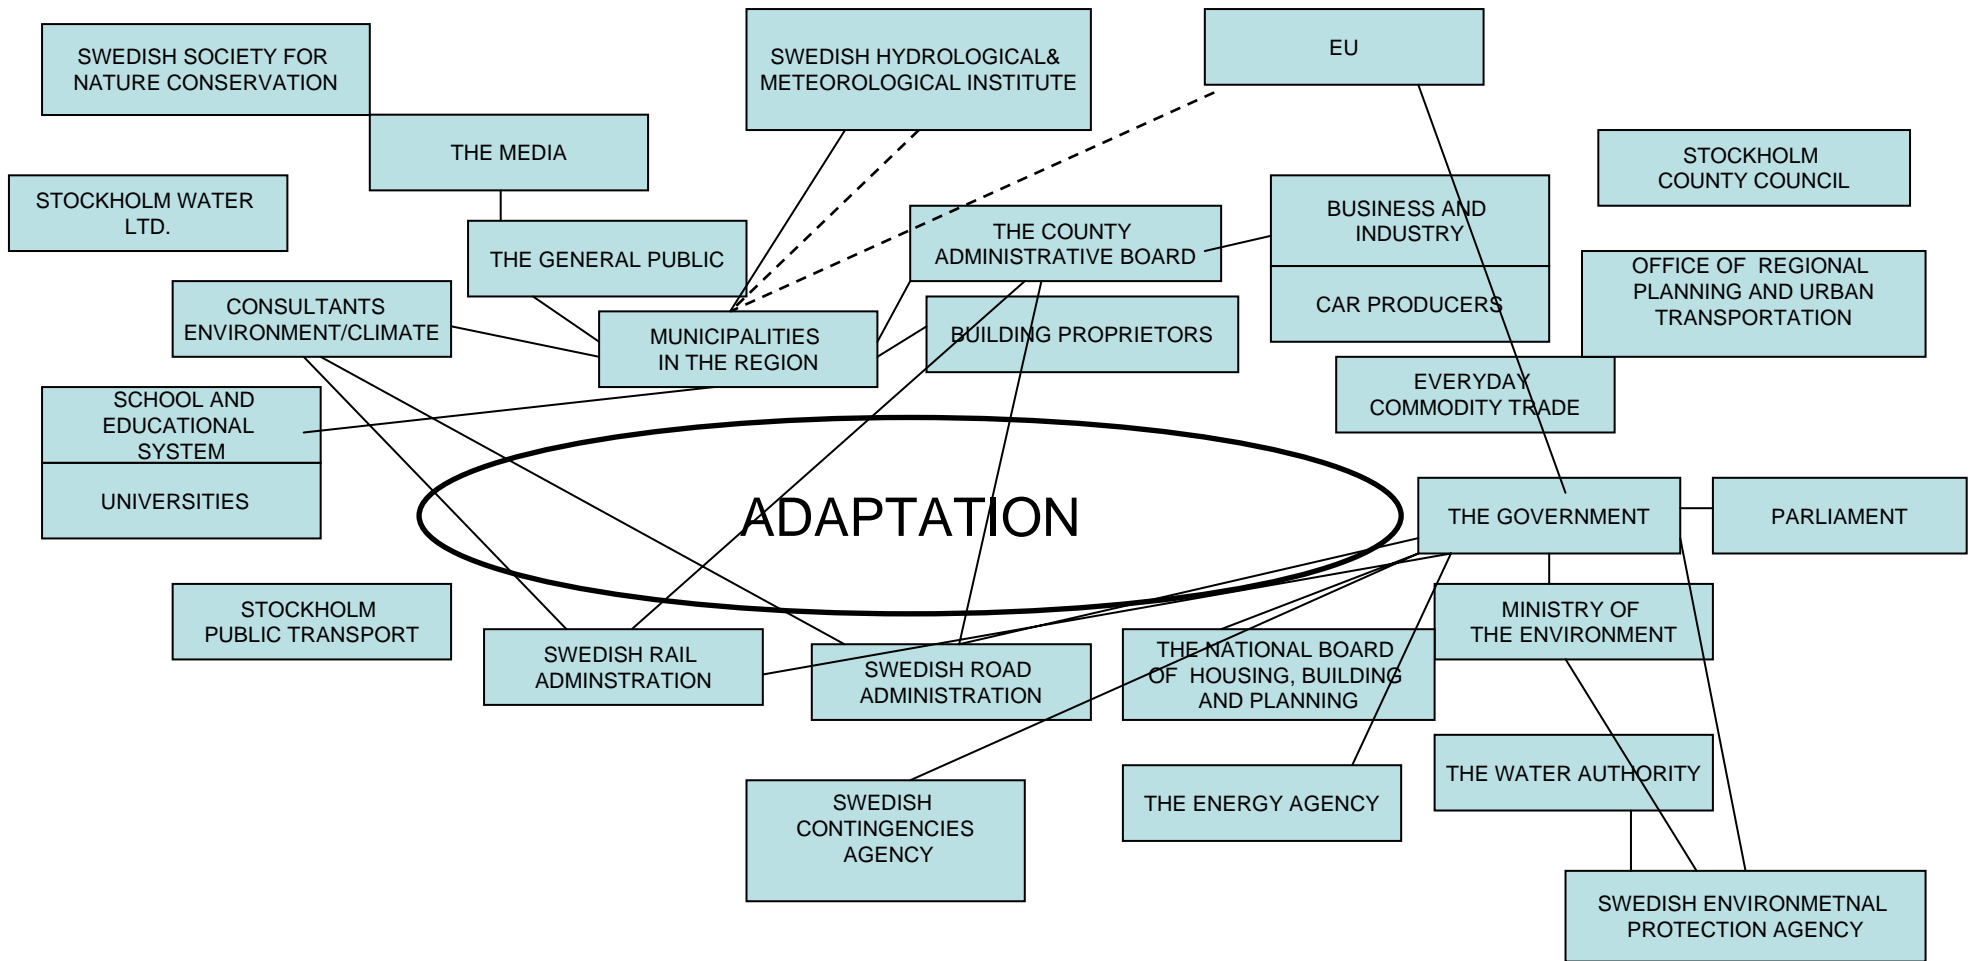 SWEDISH SOCIETY FOR
NATURE CONSERVATION
SWEDISH HYDROLOGICAL&
METEOROLOGICAL INSTITUTE
EU
THE MEDIA
STOCKHOLM
COUNTY COUNCIL
STOCKHOLM WATER
LTD.
THE GENERAL PUBLIC
THE COUNTY
ADMINISTRATIVE BOARD
BUSINESS AND
INDUSTRY
CAR PRODUCERS
OFFICE OF REGIONAL
PLANNING AND URBAN
TRANSPORTATION
CONSULTANTS
ENVIRONMENT/CLIMATE
MUNICIPALITIES
IN THE REGION
BUILDING PROPRIETORS
EVERYDAY
COMMODITY TRADE
SCHOOL AND
EDUCATIONAL
SYSTEM
UNIVERSITIES
ADAPTATION
THE GOVERNMENT
PARLIAMENT
STOCKHOLM
PUBLIC TRANSPORT
SWEDISH RAIL
ADMINSTRATION
SWEDISH ROAD
ADMINISTRATION
THE NATIONAL BOARD
OF HOUSING, BUILDING
AND PLANNING
MINISTRY OF
THE ENVIRONMENT
SWEDISH
CONTINGENCIES
AGENCY
THE ENERGY AGENCY
THE WATER AUTHORITY
SWEDISH ENVIRONMETNAL
PROTECTION AGENCY